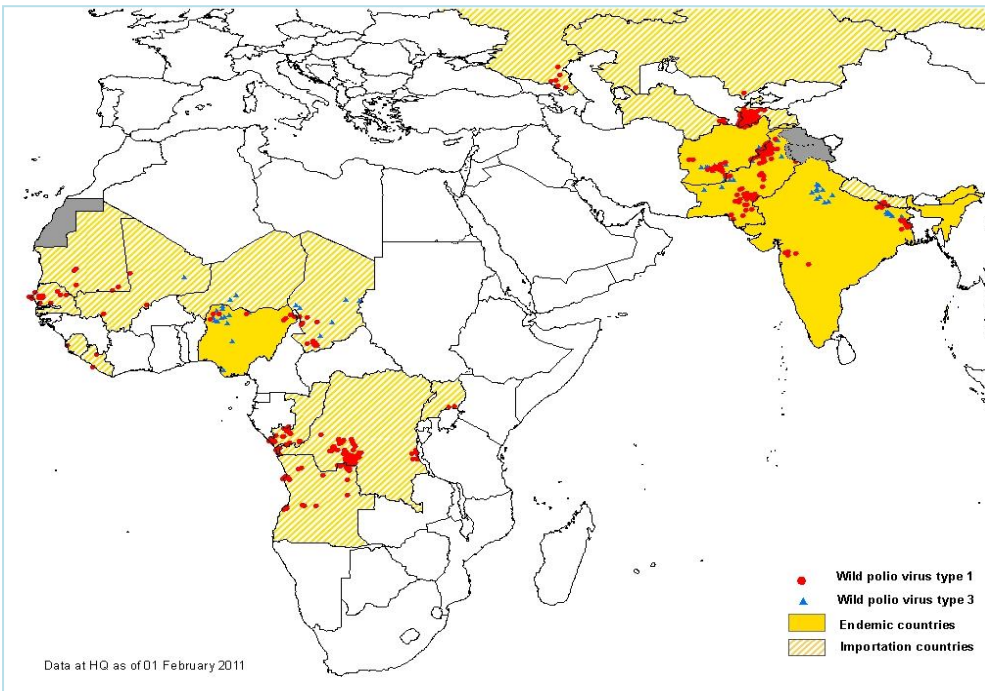 Wild polio virus type 1
Wild polio virus type 3
Endemic countries
Importation countries
Data at HQ as of 01 February 2011